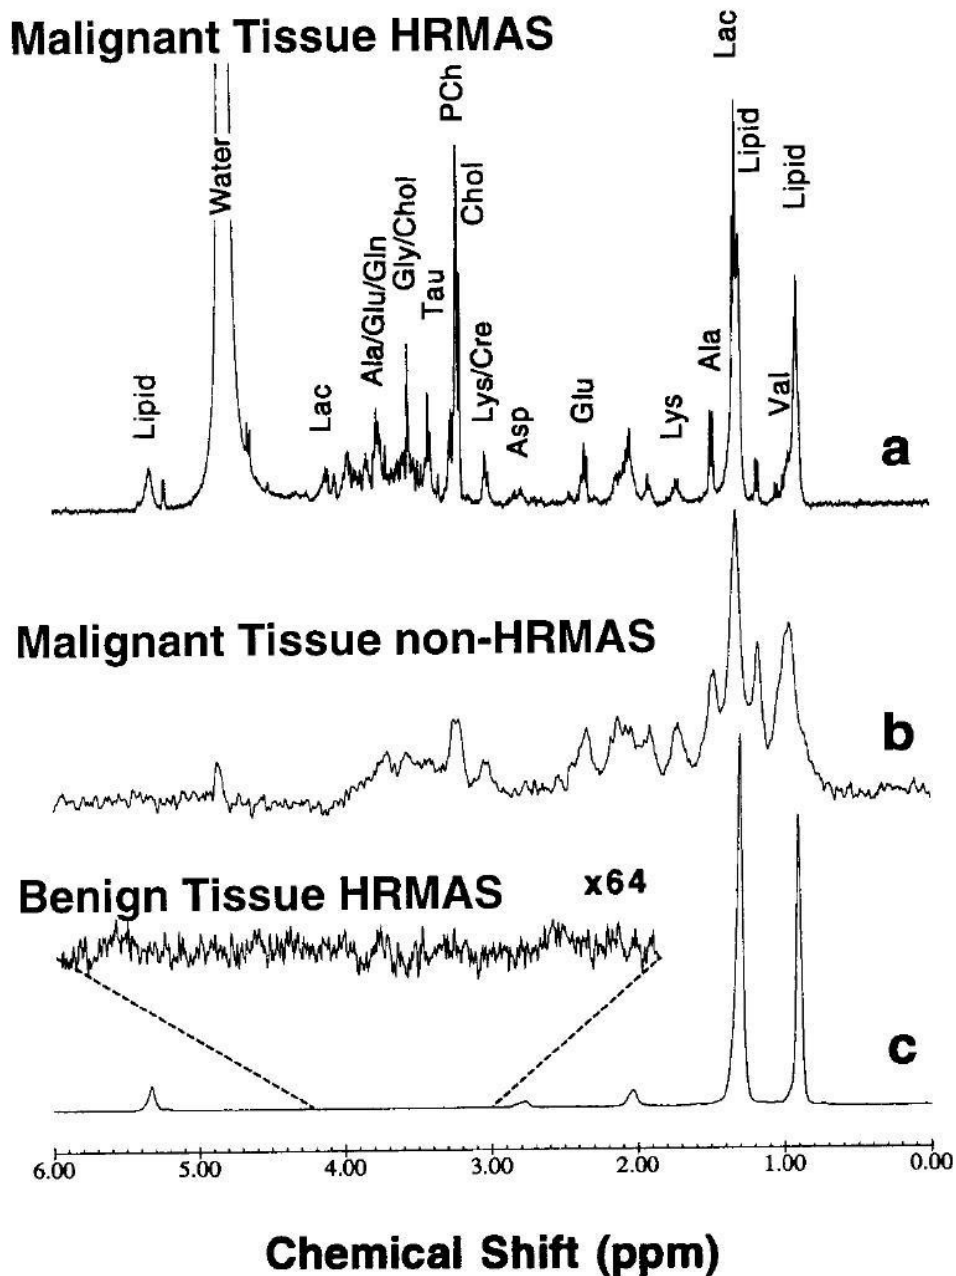 Malignant Tissue HRMAS
Lac
PCh
Lipid
Water
Chol
Lipid
Ala/Glu/Gln
Gly/Chol
Tau
Lipid
Lac
Lys/Cre
Asp
Glu
Lys
Ala
Val
a
Malignant Tissue non-HRMAS
b
Benign Tissue HRMAS
x64
c
6.00 5.00 4.00 3.00 2.00 1.00 0.00
Chemical Shift (ppm)